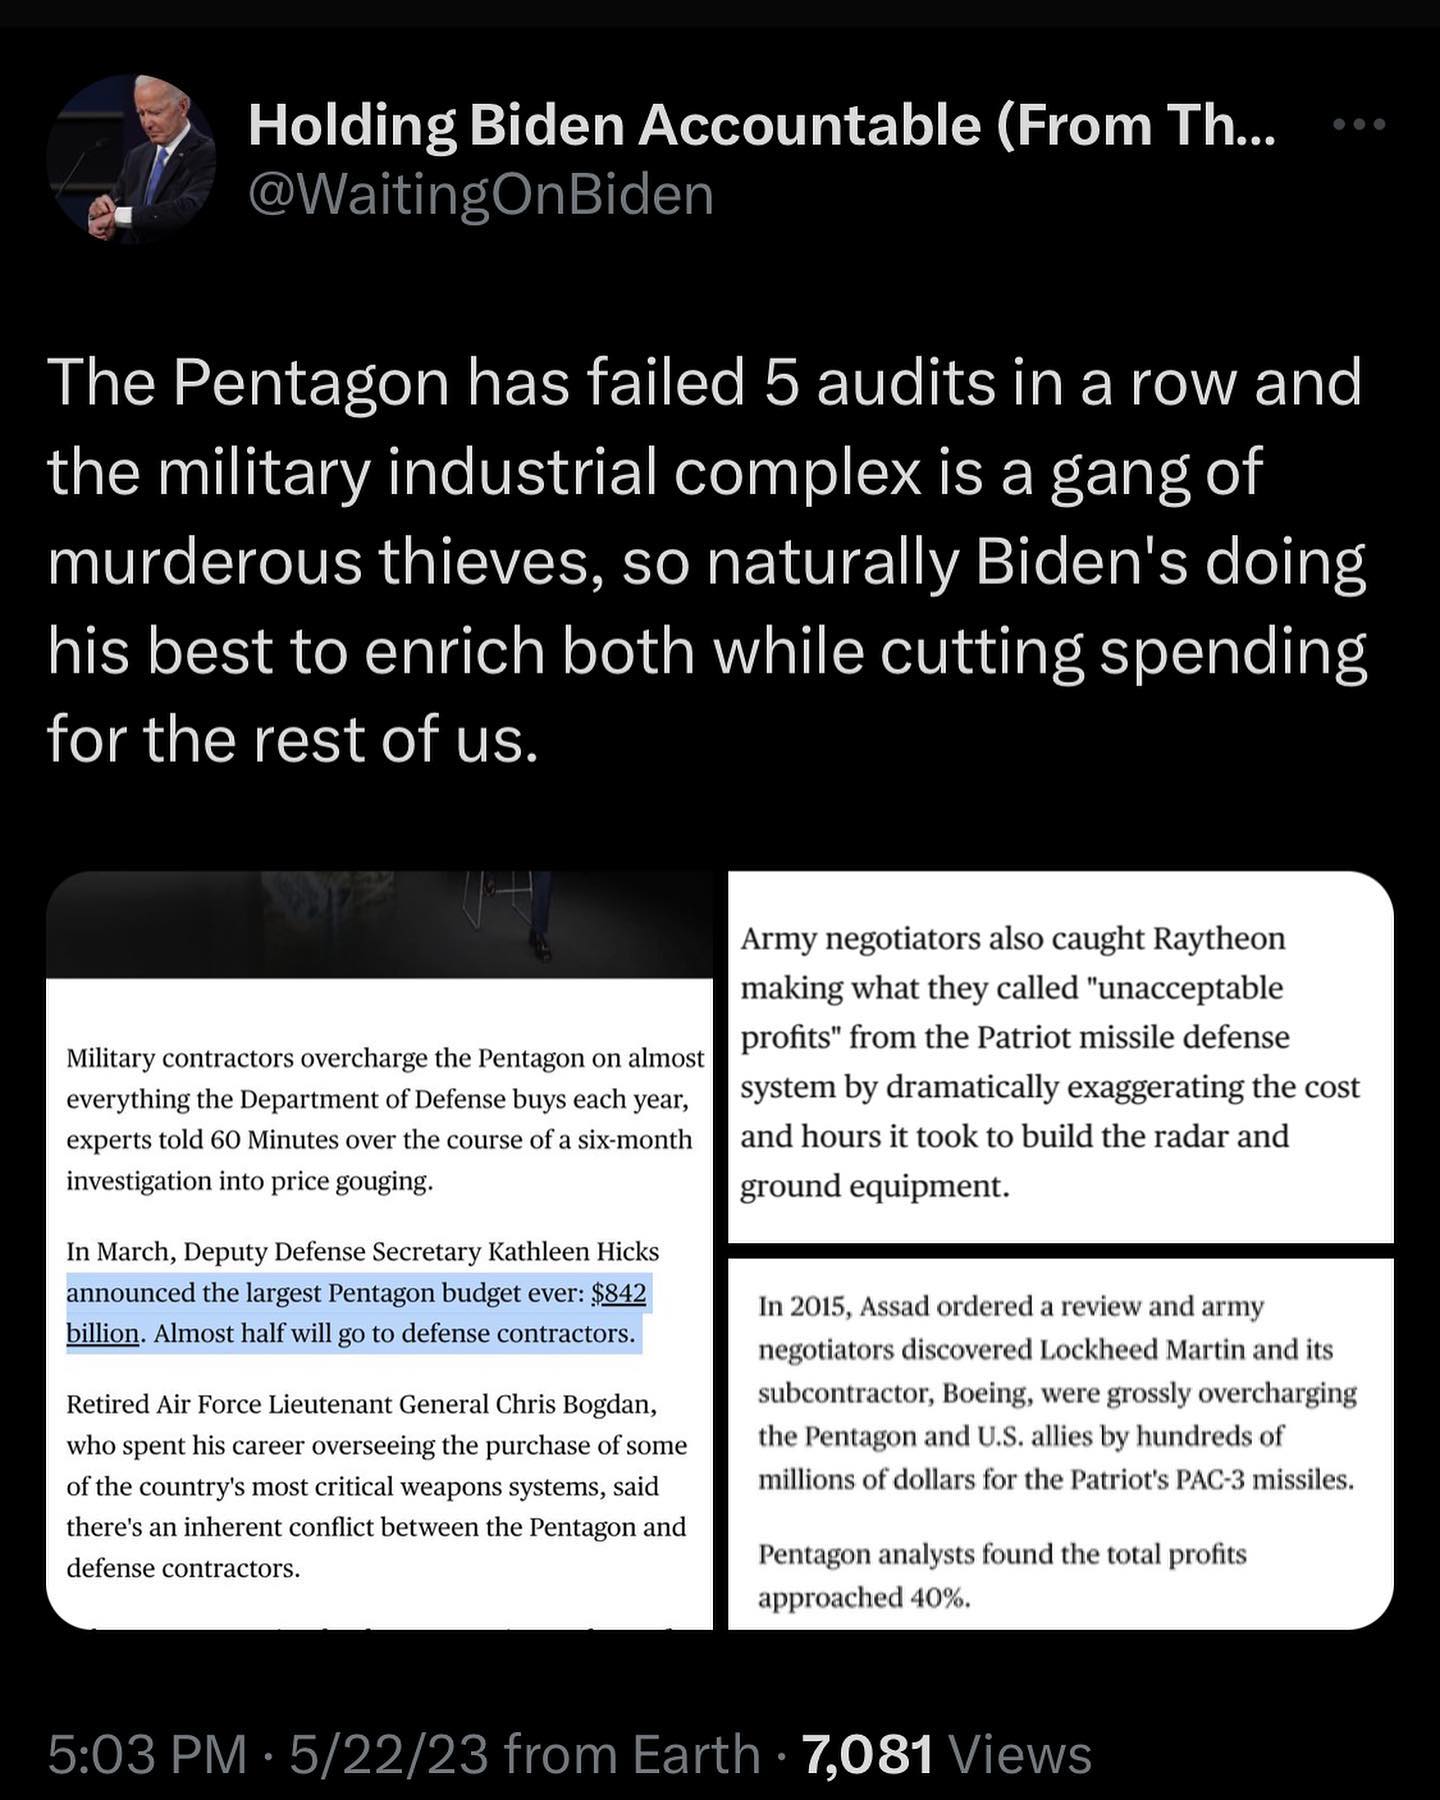 Holding Biden Accountable (From Th...
@WaitingOnBiden
The Pentagon has failed 5 audits in a row and
the military industrial complex is a gang of
murderous thieves, so naturally Biden's doing
his best to enrich both while cutting spending
for the rest of us.
Military contractors overcharge the Pentagon on almost
everything the Department of Defense buys each year,
experts told 60 Minutes over the course of a six-month
investigation into price gouging.
In March, Deputy Defense Secretary Kathleen Hicks
announced the largest Pentagon budget ever: $842
billion. Almost half will go to defense contractors.
Retired Air Force Lieutenant General Chris Bogdan,
who spent his career overseeing the purchase of some
of the country's most critical weapons systems, said
there's an inherent conflict between the Pentagon and
defense contractors.
Army negotiators also caught Raytheon
making what they called "unacceptable
profits" from the Patriot missile defense
system by dramatically exaggerating the cost
and hours it took to build the radar and
ground equipment.
In 2015, Assad ordered a review and army
negotiators discovered Lockheed Martin and its
subcontractor, Boeing, were grossly overcharging
the Pentagon and U.S. allies by hundreds of
millions of dollars for the Patriot's PAC-3 missiles.
Pentagon analysts found the total profits
approached 40%.
5:03 PM · 5/22/23 from Earth · 7,081 Views